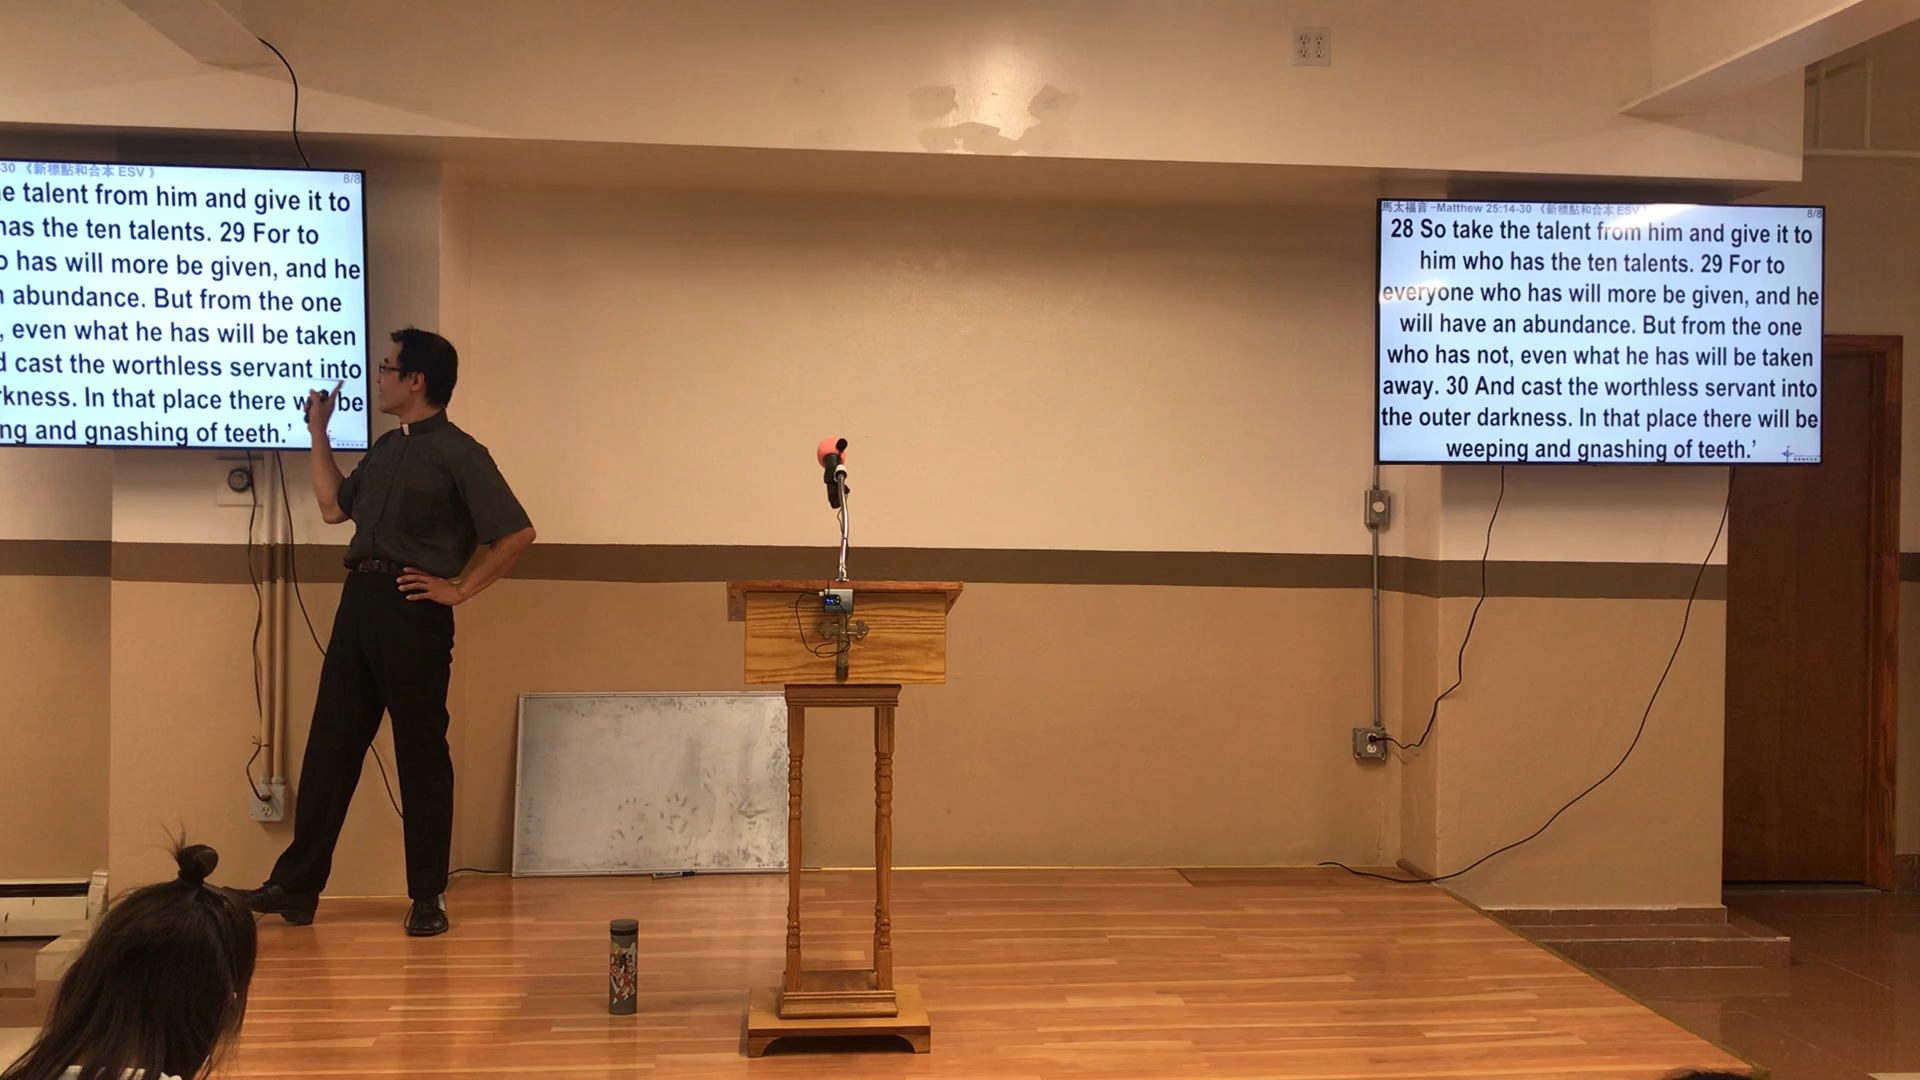 -30 《新標點和合本 ESV 》
8/8
e talent from him and give it to
has the ten talents. 29 For to
o has will more be given, and he
n abundance. But from the one
, even what he has will be taken
d cast the worthless servant into
rkness. In that place there w be
ng and gnashing of teeth.’
馬太福音 –Matthew 25:14-30 《新標點和合本 ESV
8/8
28 So take the talent from him and give it to
him who has the ten talents. 29 For to
everyone who has will more be given, and he
will have an abundance. But from the one
who has not, even what he has will be taken
away. 30 And cast the worthless servant into
the outer darkness. In that place there will be
weeping and gnashing of teeth.’